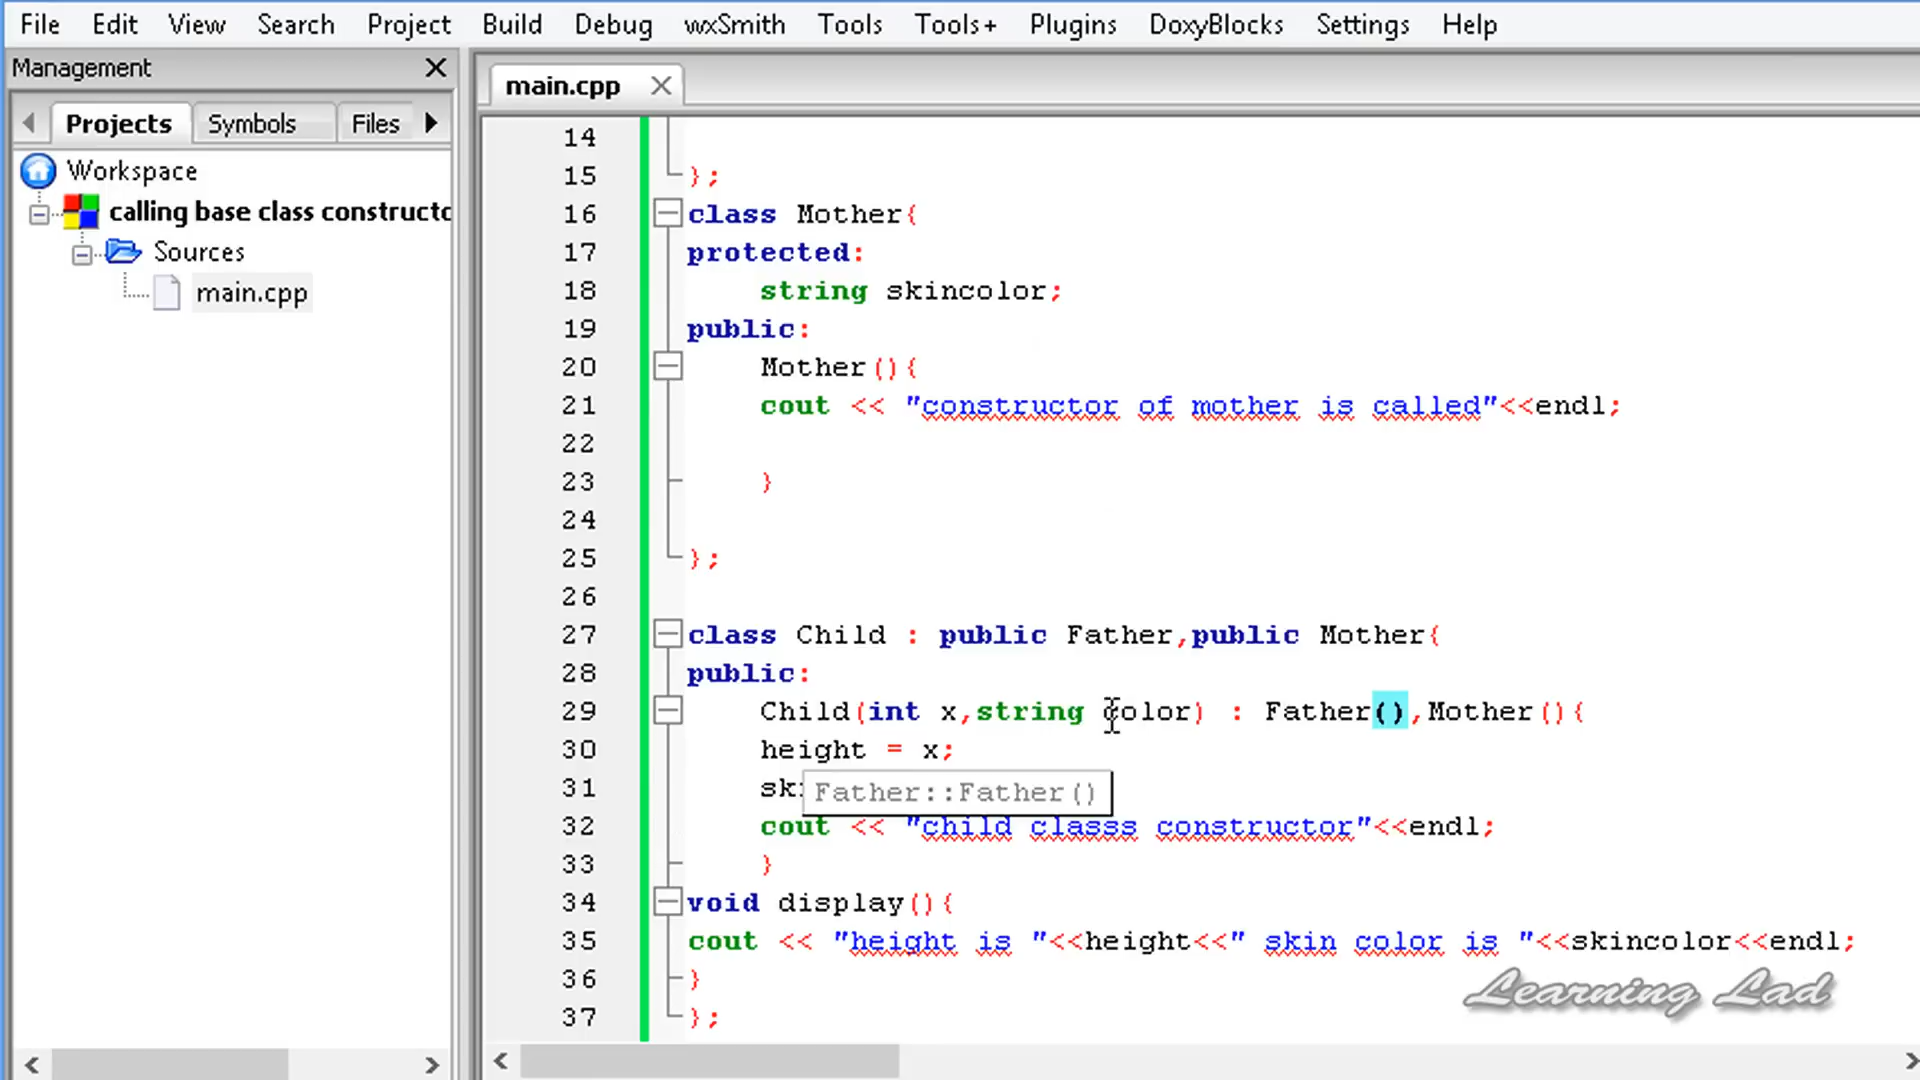 File Edit View Search Project Build Debug wxSmith Tools Tools+ Plugins DoxyBlocks Settings Help
Management
main.cpp
Projects Symbols Files
Workspace
calling base class constructo
Sources
main.cpp
14
15 };
16 class Mother{
17 protected:
18 string skincolor;
19 public:
20 Mother(){
21 cout << "constructor of mother is called"<<endl;
22
23 }
24
25 };
26
27 class Child : public Father,public Mother{
28 public:
29 Child(int x,string color) : Father(),Mother(){
30 height = x;
31 ski
Father::Father()
32 cout << "child classs constructor"<<endl;
33 }
34 void display(){
35 cout << "height is "<<height<<" skin color is "<<skincolor<<endl;
36 }
37 };
Learning Lad